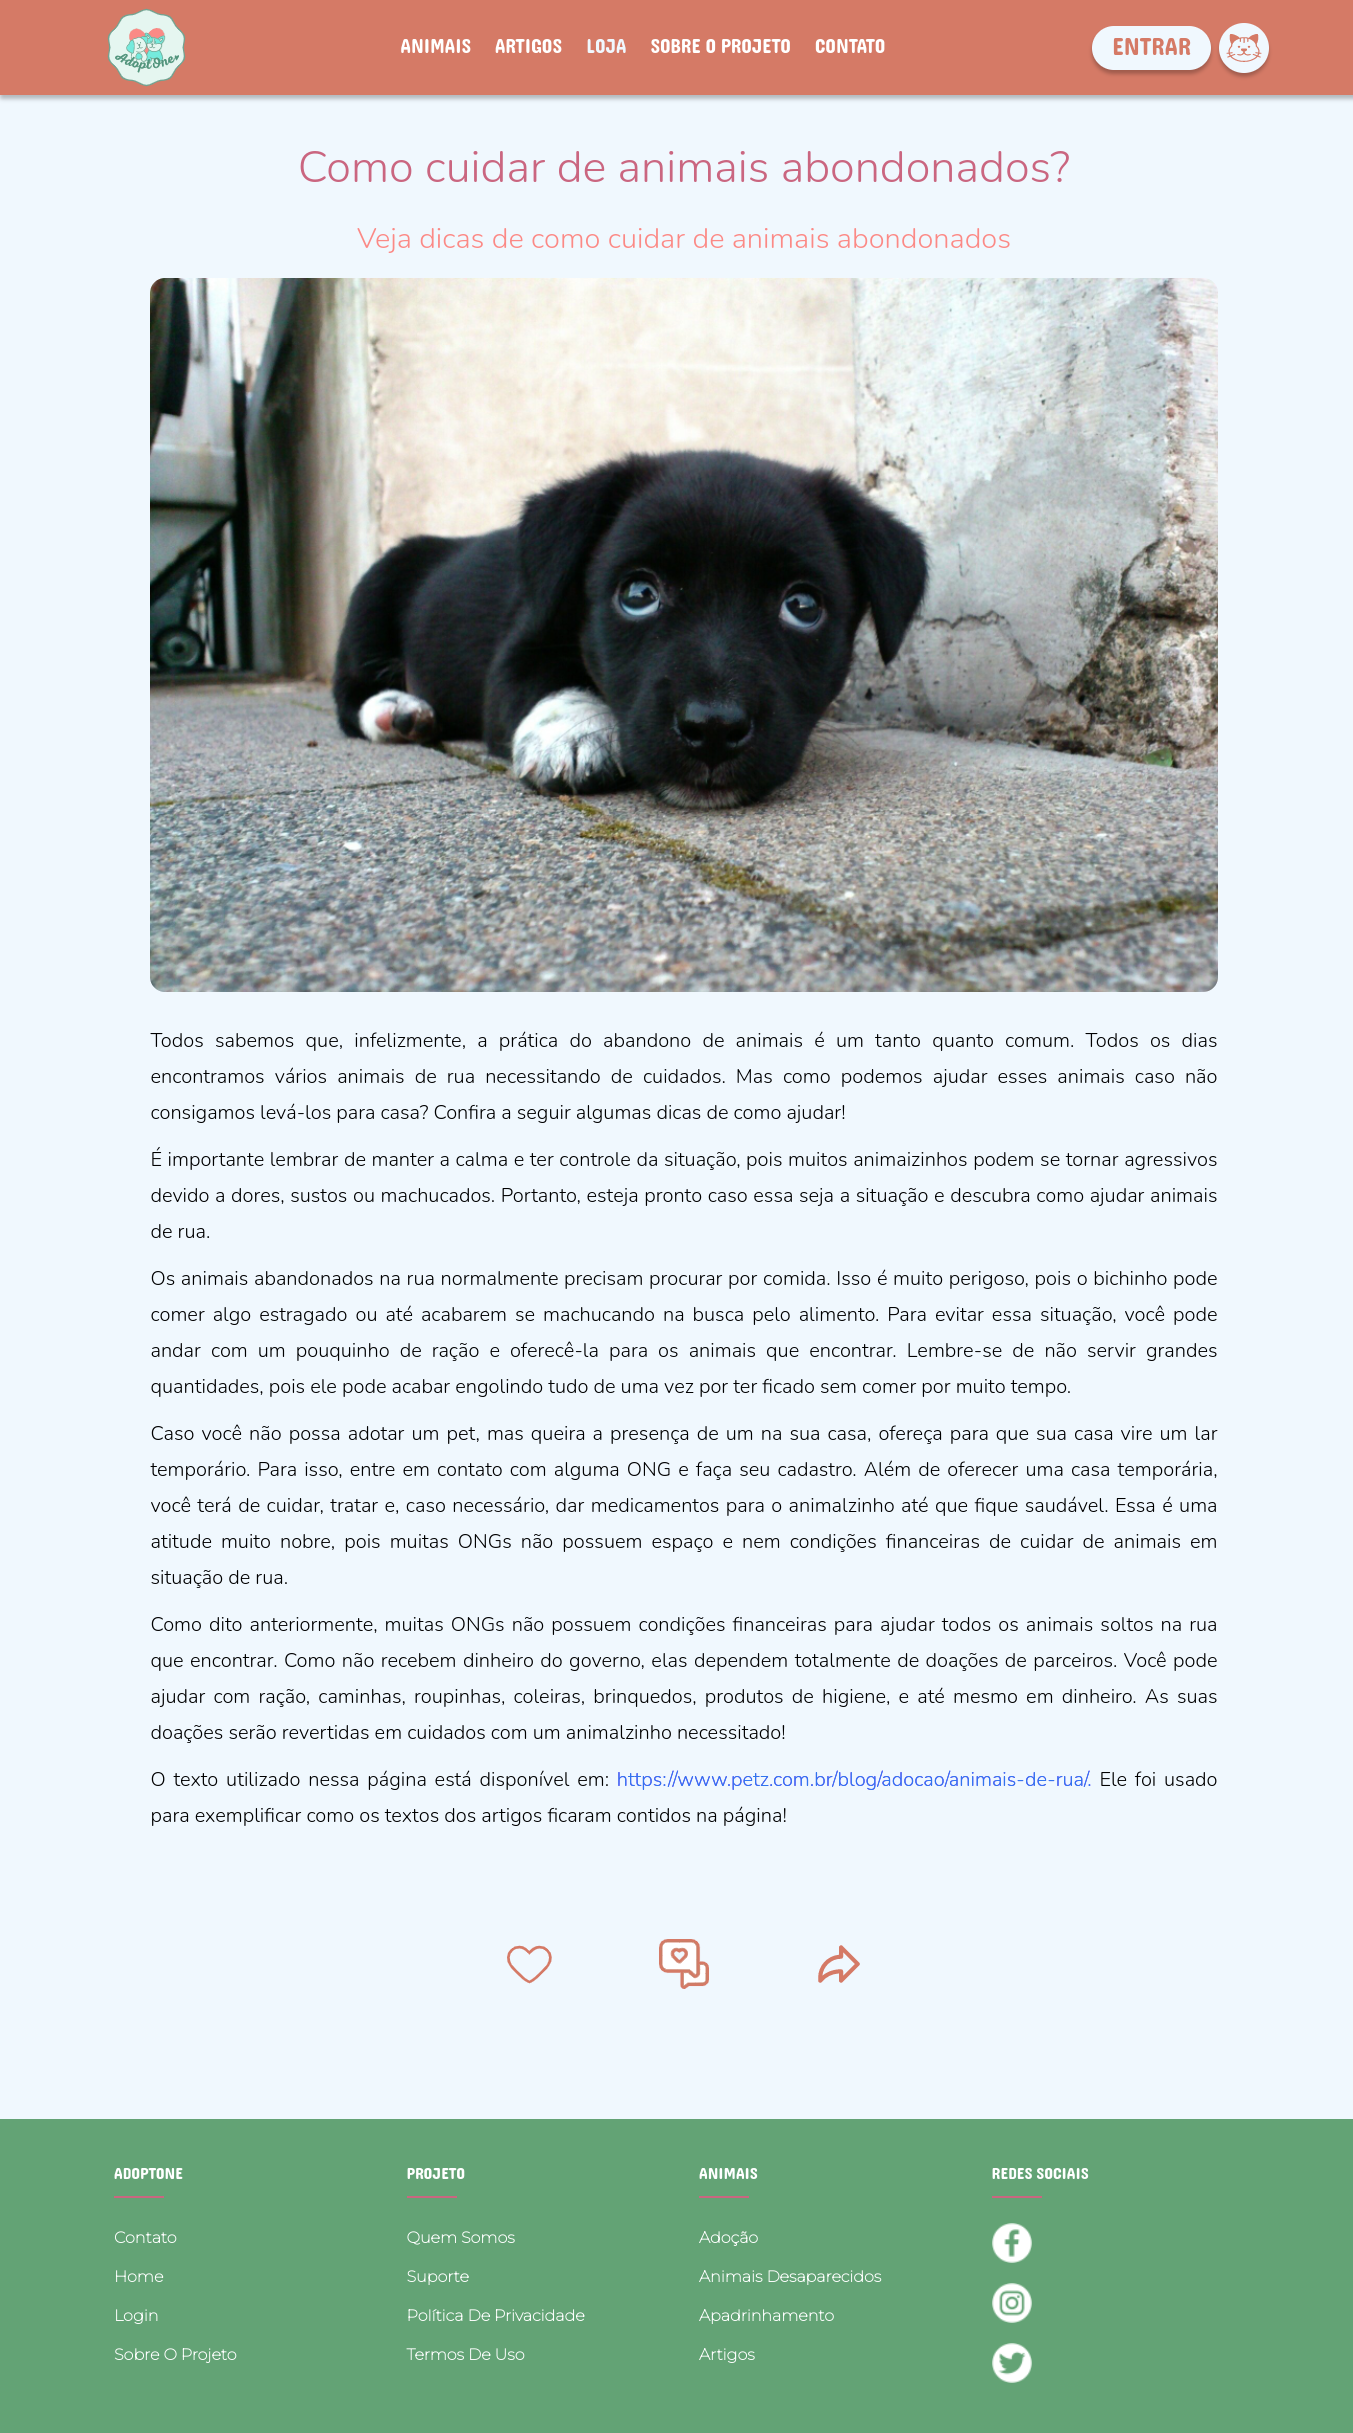 AdoptOne
ANIMAIS ARTIGOS LOJA SOBRE O PROJETO CONTATO
ENTRAR
Como cuidar de animais abondonados?
Veja dicas de como cuidar de animais abondonados
Todos sabemos que, infelizmente, a prática do abandono de animais é um tanto quanto comum. Todos os dias
encontramos vários animais de rua necessitando de cuidados. Mas como podemos ajudar esses animais caso não
consigamos levá-los para casa? Confira a seguir algumas dicas de como ajudar!
É importante lembrar de manter a calma e ter controle da situação, pois muitos animaizinhos podem se tornar agressivos
devido a dores, sustos ou machucados. Portanto, esteja pronto caso essa seja a situação e descubra como ajudar animais
de rua.
Os animais abandonados na rua normalmente precisam procurar por comida. Isso é muito perigoso, pois o bichinho pode
comer algo estragado ou até acabarem se machucando na busca pelo alimento. Para evitar essa situação, você pode
andar com um pouquinho de ração e oferecê-la para os animais que encontrar. Lembre-se de não servir grandes
quantidades, pois ele pode acabar engolindo tudo de uma vez por ter ficado sem comer por muito tempo.
Caso você não possa adotar um pet, mas queira a presença de um na sua casa, ofereça para que sua casa vire um lar
temporário. Para isso, entre em contato com alguma ONG e faça seu cadastro. Além de oferecer uma casa temporária,
você terá de cuidar, tratar e, caso necessário, dar medicamentos para o animalzinho até que fique saudável. Essa é uma
atitude muito nobre, pois muitas ONGs não possuem espaço e nem condições financeiras de cuidar de animais em
situação de rua.
Como dito anteriormente, muitas ONGs não possuem condições financeiras para ajudar todos os animais soltos na rua
que encontrar. Como não recebem dinheiro do governo, elas dependem totalmente de doações de parceiros. Você pode
ajudar com ração, caminhas, roupinhas, coleiras, brinquedos, produtos de higiene, e até mesmo em dinheiro. As suas
doações serão revertidas em cuidados com um animalzinho necessitado!
O texto utilizado nessa página está disponível em: https://www.petz.com.br/blog/adocao/animais-de-rua/. Ele foi usado
para exemplificar como os textos dos artigos ficaram contidos na página!
ADOPTONE
Contato
Home
Login
Sobre O Projeto
PROJETO
Quem Somos
Suporte
Política De Privacidade
Termos De Uso
ANIMAIS
Adoção
Animais Desaparecidos
Apadrinhamento
Artigos
REDES SOCIAIS